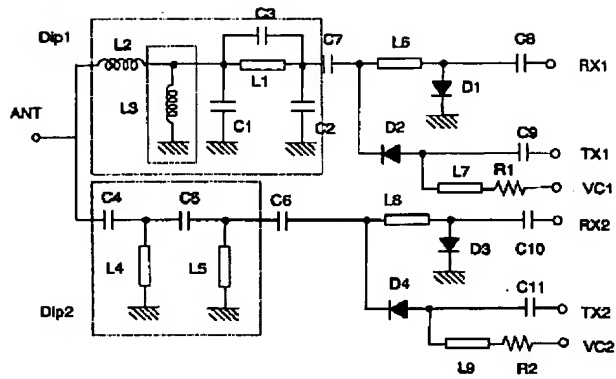 C3
Dip1
L2
C7
L6
C8
RX1
L1
L3
D1
ANT
C1
C2
D2
C9
TX1
L7
R1
VC1
C4
C5
C6
L8
RX2
L4
L5
D3
C10
D4
C11
Dip2
TX2
L9
R2
VC2